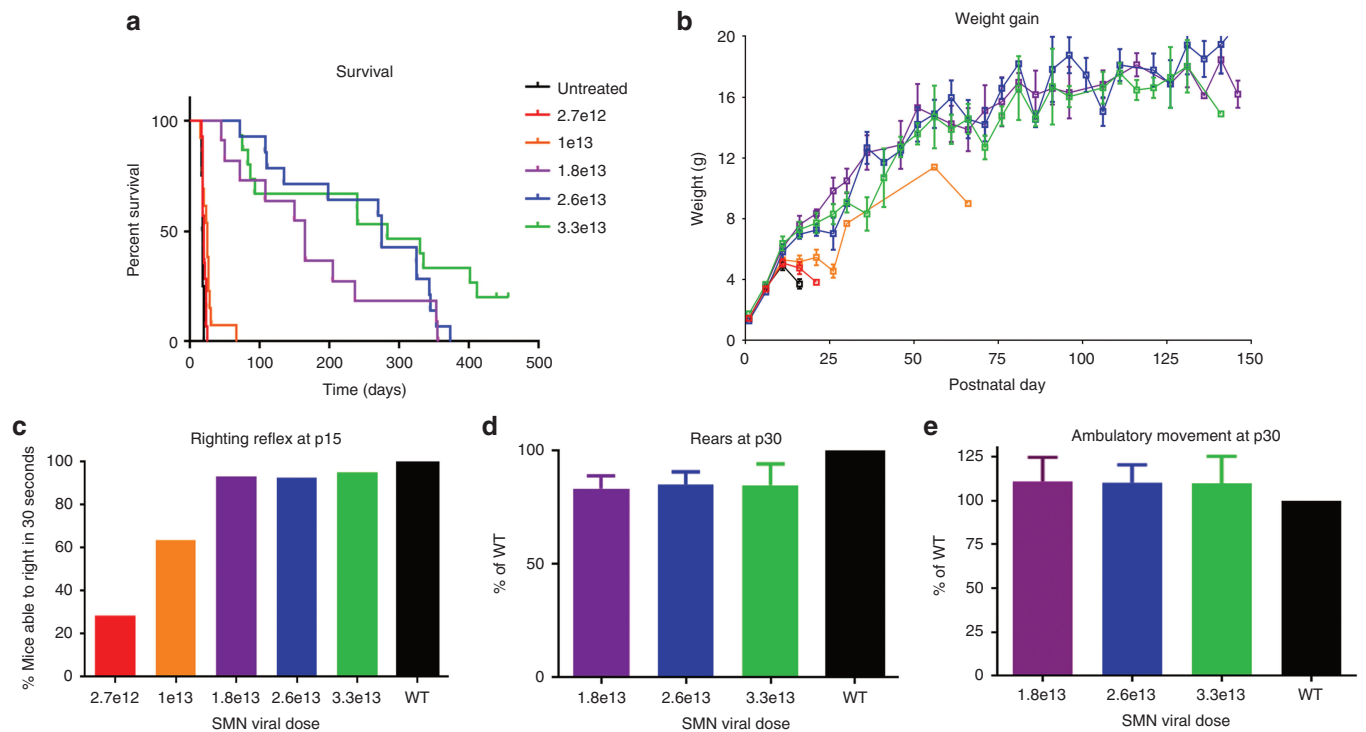 a
Survival
Percent survival
100
50
0
0 100 200 300 400 500
Time (days)
Untreated
2.7e12
1e13
1.8e13
2.6e13
3.3e13
b
Weight gain
Weight (g)
20
16
12
8
4
0
0 25 50 75 100 125 150
Postnatal day
c
Righting reflex at p15
% Mice able to right in 30 seconds
100
80
60
40
20
0
2.7e12 1e13 1.8e13 2.6e13 3.3e13 WT
SMN viral dose
d
Rears at p30
% of WT
100
50
0
1.8e13 2.6e13 3.3e13 WT
SMN viral dose
e
Ambulatory movement at p30
% of WT
125
100
75
50
25
0
1.8e13 2.6e13 3.3e13 WT
SMN viral dose